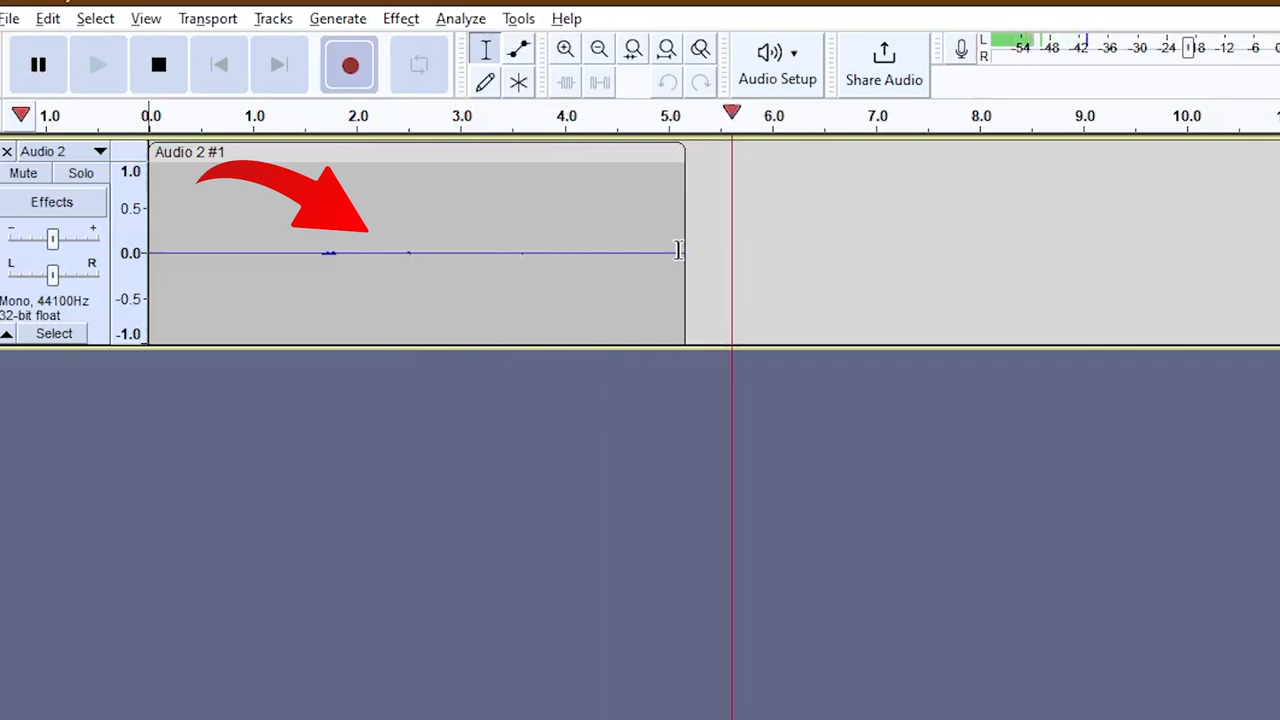 File Edit Select View Transport Tracks Generate Effect Analyze Tools Help
Audio Setup
Share Audio
L
R
-54 -48 -42 -36 -30 -24 -18 -12 -6
1.0 0.0 1.0 2.0 3.0 4.0 5.0 6.0 7.0 8.0 9.0 10.0
Audio 2
Audio 2 #1
Mute Solo
Effects
- +
L R
Mono, 44100Hz
32-bit float
Select
1.0
0.5
0.0
-0.5
-1.0